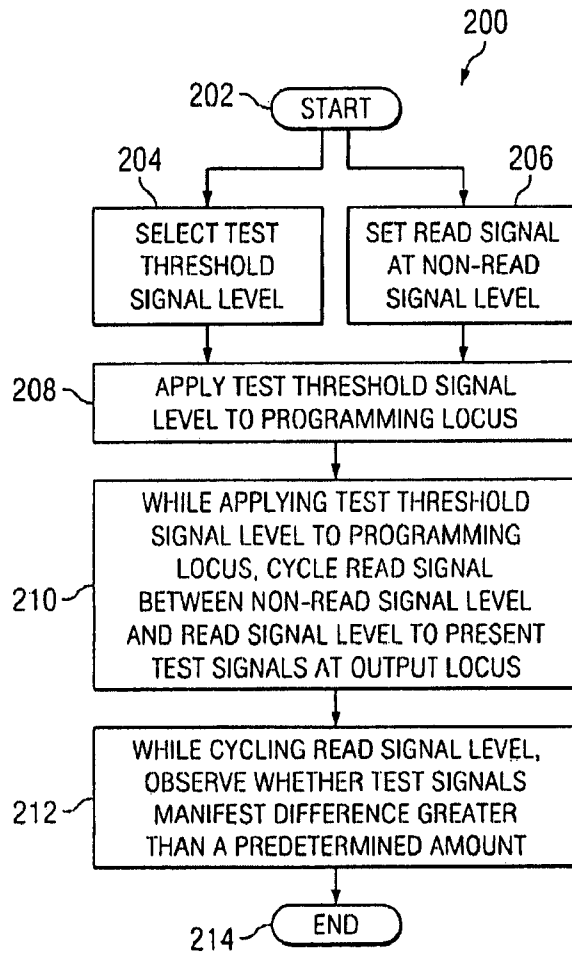 200
202
START
204
206
SELECT TEST
THRESHOLD
SIGNAL LEVEL
SET READ SIGNAL
AT NON-READ
SIGNAL LEVEL
208
APPLY TEST THRESHOLD SIGNAL
LEVEL TO PROGRAMMING LOCUS
210
WHILE APPLYING TEST THRESHOLD
SIGNAL LEVEL TO PROGRAMMING
LOCUS, CYCLE READ SIGNAL
BETWEEN NON-READ SIGNAL LEVEL
AND READ SIGNAL LEVEL TO PRESENT
TEST SIGNALS AT OUTPUT LOCUS
212
WHILE CYCLING READ SIGNAL LEVEL,
OBSERVE WHETHER TEST SIGNALS
MANIFEST DIFFERENCE GREATER
THAN A PREDETERMINED AMOUNT
214
END